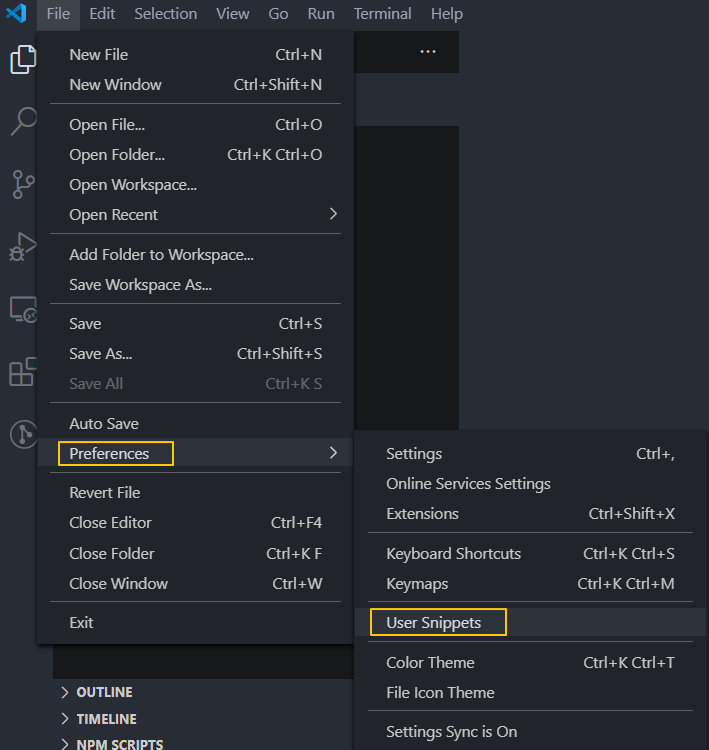 File Edit Selection View Go Run Terminal Help
New File Ctrl+N
New Window Ctrl+Shift+N
Open File... Ctrl+O
Open Folder... Ctrl+K Ctrl+O
Open Workspace...
Open Recent
Add Folder to Workspace...
Save Workspace As...
Save Ctrl+S
Save As... Ctrl+Shift+S
Save All Ctrl+K S
Auto Save
Preferences
Revert File
Close Editor Ctrl+F4
Close Folder Ctrl+K F
Close Window Ctrl+W
Exit
Settings Ctrl+,
Online Services Settings
Extensions Ctrl+Shift+X
Keyboard Shortcuts Ctrl+K Ctrl+S
Keymaps Ctrl+K Ctrl+M
User Snippets
Color Theme Ctrl+K Ctrl+T
File Icon Theme
Settings Sync is On
OUTLINE
TIMELINE
NPM SCRIPTS